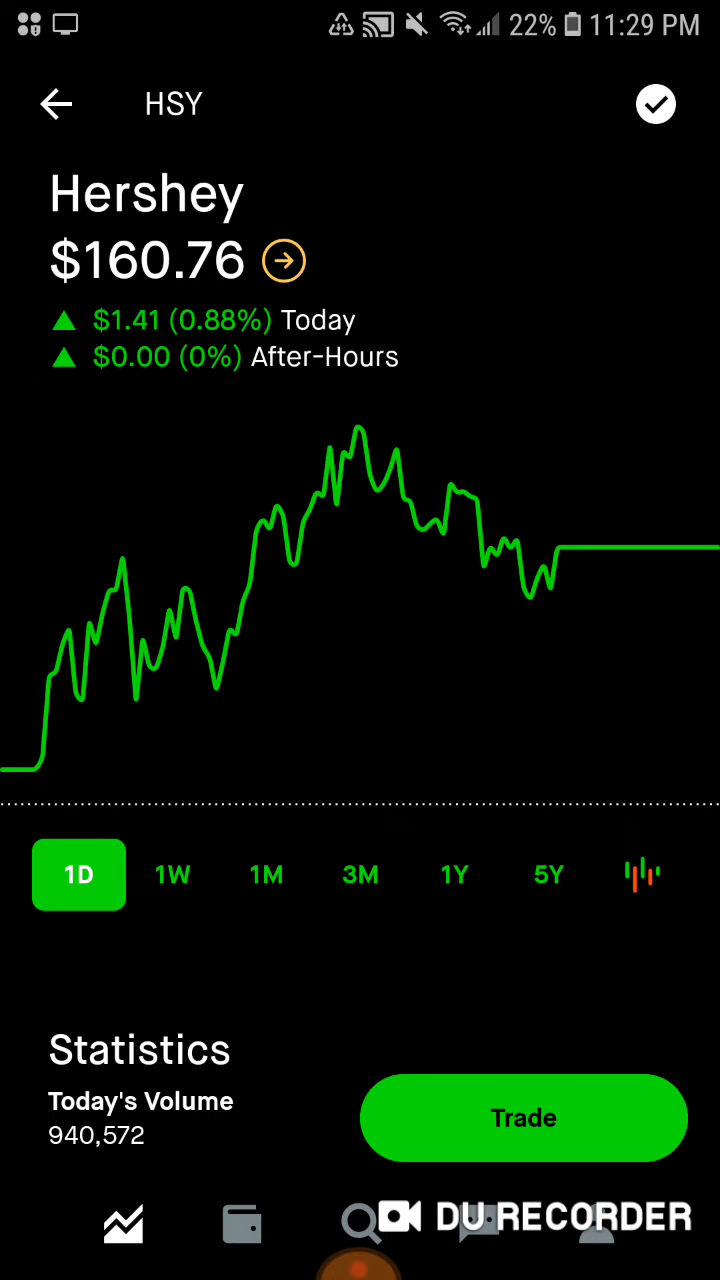 22% 11:29 PM
HSY
Hershey
$160.76
$1.41 (0.88%) Today
$0.00 (0%) After-Hours
1D 1W 1M 3M 1Y 5Y
Statistics
Today's Volume
940,572
Trade
DU RECORDER